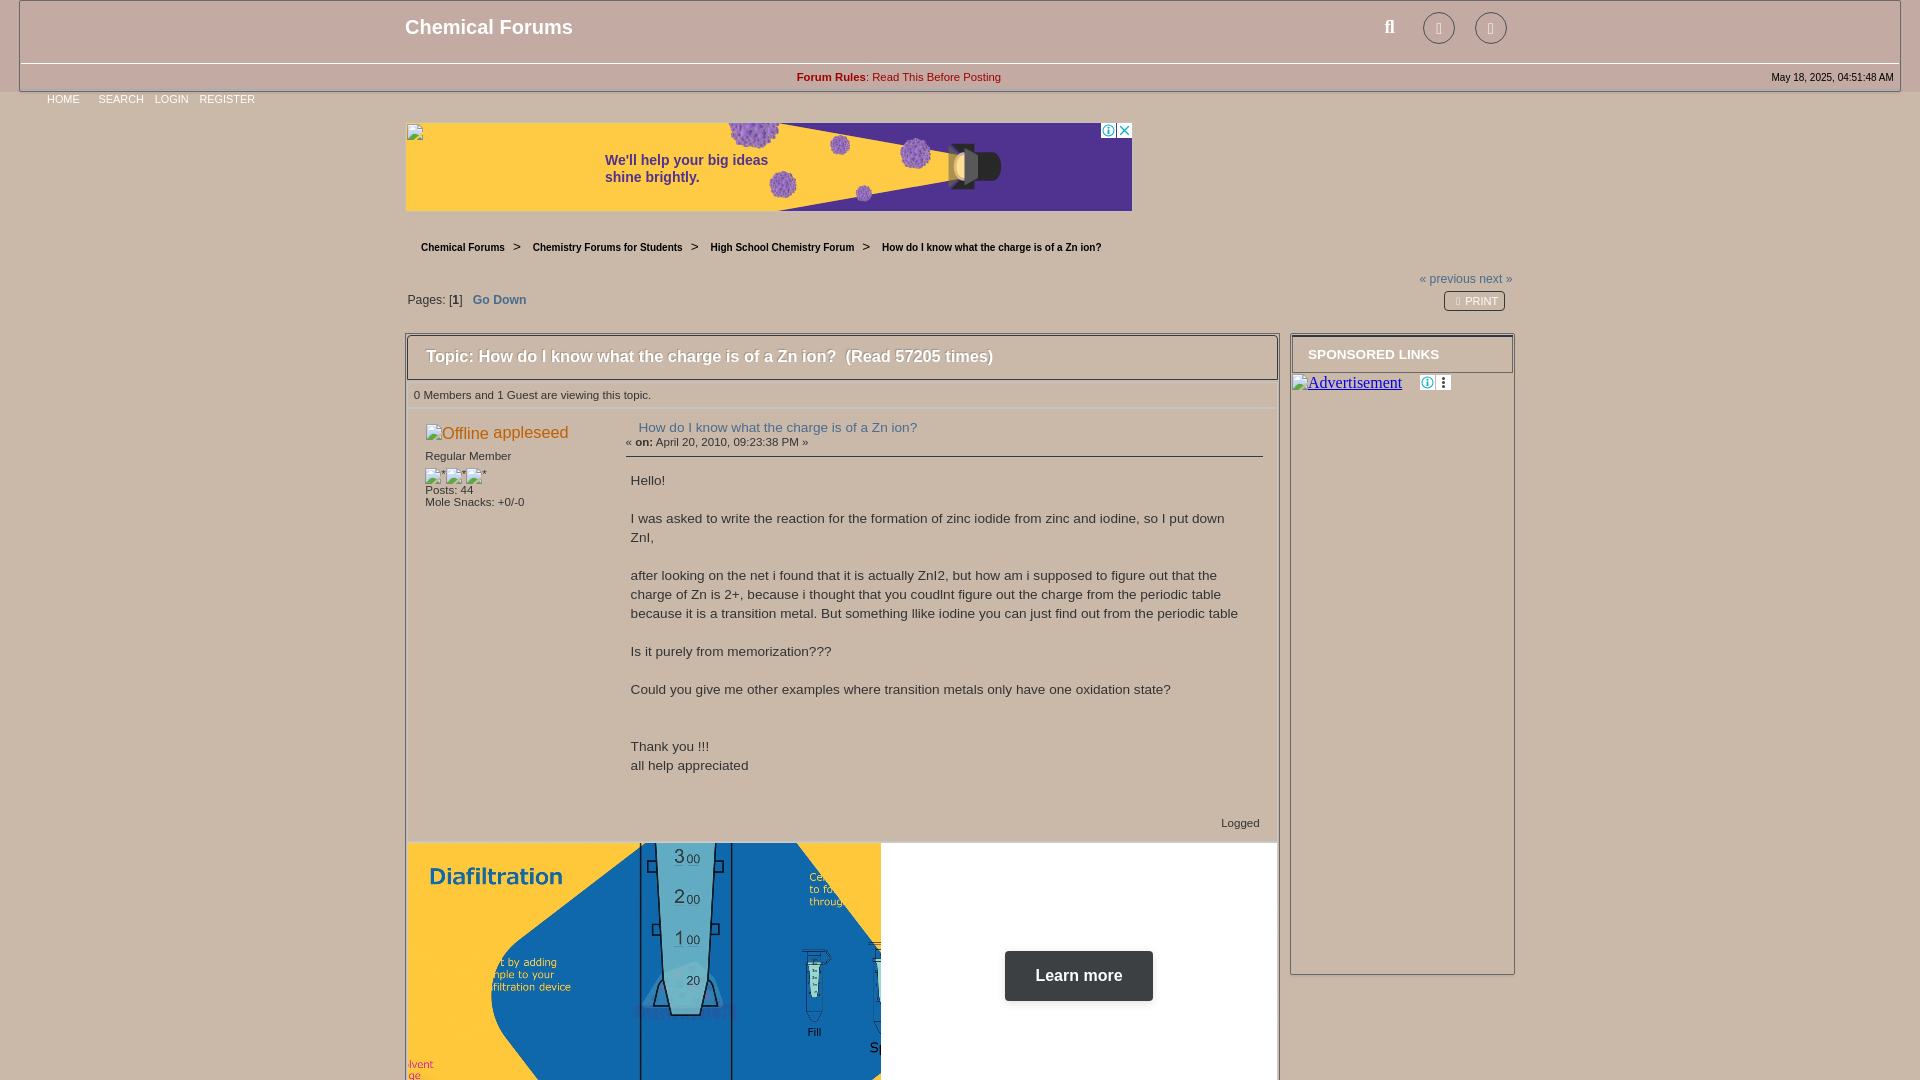 Chemical Forums
Forum Rules: Read This Before Posting
May 18, 2025, 04:51:48 AM
HOME SEARCH LOGIN REGISTER
We'll help your big ideas
shine brightly.
Chemical Forums > Chemistry Forums for Students > High School Chemistry Forum > How do I know what the charge is of a Zn ion?
« previous next »
Pages: [1] Go Down
PRINT
Topic: How do I know what the charge is of a Zn ion? (Read 57205 times)
SPONSORED LINKS
Advertisement
0 Members and 1 Guest are viewing this topic.
Offline appleseed
Regular Member
***
Posts: 44
Mole Snacks: +0/-0
How do I know what the charge is of a Zn ion?
« on: April 20, 2010, 09:23:38 PM »
Hello!
I was asked to write the reaction for the formation of zinc iodide from zinc and iodine, so I put down
ZnI,
after looking on the net i found that it is actually ZnI2, but how am i supposed to figure out that the
charge of Zn is 2+, because i thought that you coudlnt figure out the charge from the periodic table
because it is a transition metal. But something llike iodine you can just find out from the periodic table
Is it purely from memorization???
Could you give me other examples where transition metals only have one oxidation state?
Thank you !!!
all help appreciated
Logged
Diafiltration
300
200
100
20
t by adding
nple to your
filtration device
to fo
throug
Fill
Learn more
lvent
ge